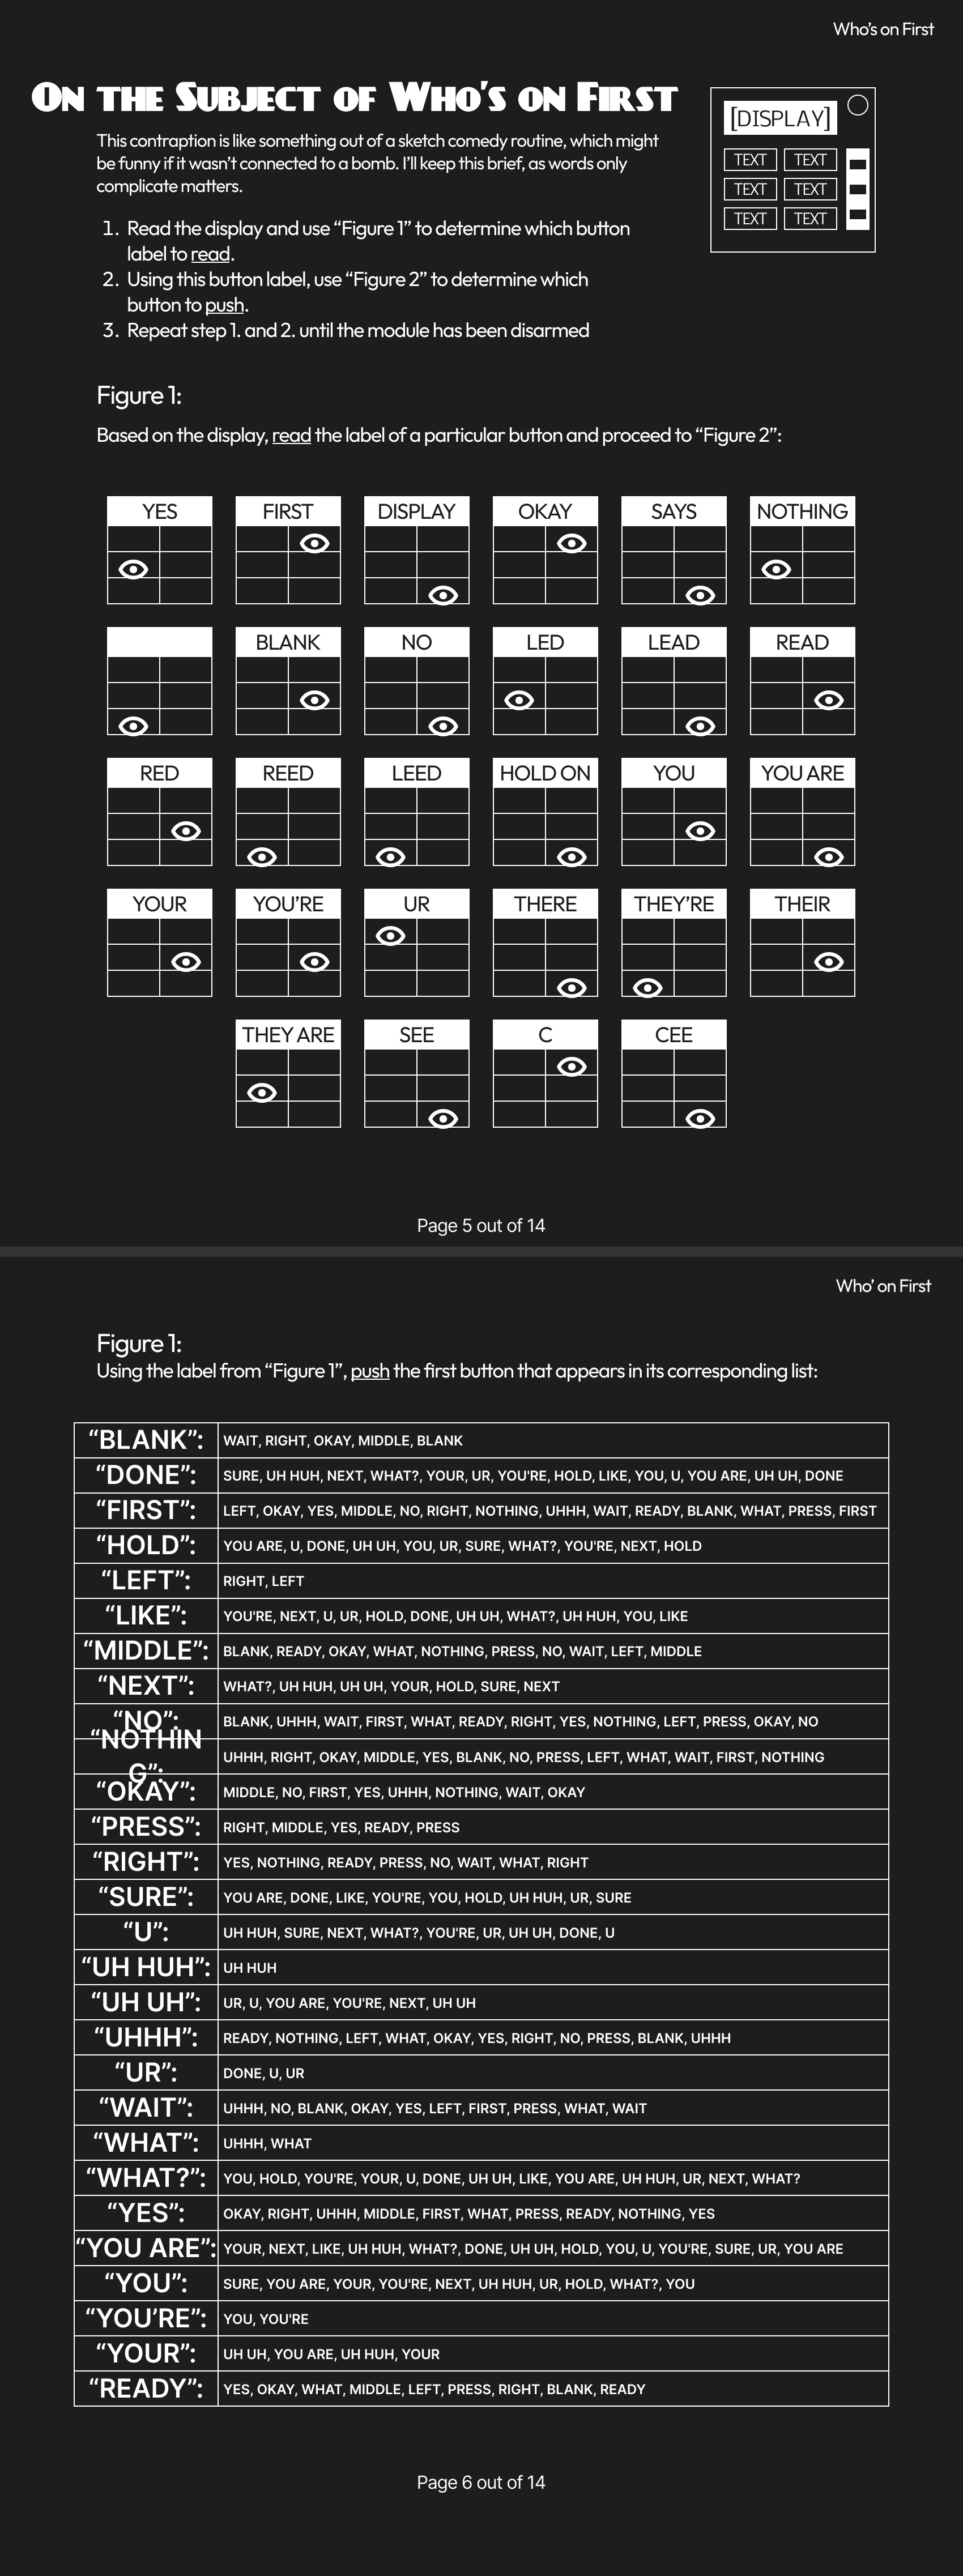 Who's on First
On the Subject of Who's on First
This contraption is like something out of a sketch comedy routine, which might
be funny if it wasn't connected to a bomb. I'll keep this brief, as words only
complicate matters.
[DISPLAY]
TEXT TEXT
TEXT TEXT
TEXT TEXT
1. Read the display and use “Figure 1” to determine which button
label to read.
2. Using this button label, use “Figure 2” to determine which
button to push.
3. Repeat step 1. and 2. until the module has been disarmed
Figure 1:
Based on the display, read the label of a particular button and proceed to “Figure 2”:
YES FIRST DISPLAY OKAY SAYS NOTHING
BLANK NO LED LEAD READ
RED REED LEED HOLD ON YOU YOU ARE
YOUR YOU'RE UR THERE THEY'RE THEIR
THEY ARE SEE C CEE
Page 5 out of 14
Who’ on First
Figure 1:
Using the label from “Figure 1”, push the first button that appears in its corresponding list:
“BLANK”: WAIT, RIGHT, OKAY, MIDDLE, BLANK
“DONE”: SURE, UH HUH, NEXT, WHAT?, YOUR, UR, YOU'RE, HOLD, LIKE, YOU, U, YOU ARE, UH UH, DONE
“FIRST”: LEFT, OKAY, YES, MIDDLE, NO, RIGHT, NOTHING, UHHH, WAIT, READY, BLANK, WHAT, PRESS, FIRST
“HOLD”: YOU ARE, U, DONE, UH UH, YOU, UR, SURE, WHAT?, YOU'RE, NEXT, HOLD
“LEFT”: RIGHT, LEFT
“LIKE”: YOU'RE, NEXT, U, UR, HOLD, DONE, UH UH, WHAT?, UH HUH, YOU, LIKE
“MIDDLE”: BLANK, READY, OKAY, WHAT, NOTHING, PRESS, NO, WAIT, LEFT, MIDDLE
“NEXT”: WHAT?, UH HUH, UH UH, YOUR, HOLD, SURE, NEXT
“NO”: BLANK, UHHH, WAIT, FIRST, WHAT, READY, RIGHT, YES, NOTHING, LEFT, PRESS, OKAY, NO
“NOTHIN
G”: UHHH, RIGHT, OKAY, MIDDLE, YES, BLANK, NO, PRESS, LEFT, WHAT, WAIT, FIRST, NOTHING
“OKAY”: MIDDLE, NO, FIRST, YES, UHHH, NOTHING, WAIT, OKAY
“PRESS”: RIGHT, MIDDLE, YES, READY, PRESS
“RIGHT”: YES, NOTHING, READY, PRESS, NO, WAIT, WHAT, RIGHT
“SURE”: YOU ARE, DONE, LIKE, YOU'RE, YOU, HOLD, UH HUH, UR, SURE
“U”: UH HUH, SURE, NEXT, WHAT?, YOU'RE, UR, UH UH, DONE, U
“UH HUH”: UH HUH
“UH UH”: UR, U, YOU ARE, YOU'RE, NEXT, UH UH
“UHHH”: READY, NOTHING, LEFT, WHAT, OKAY, YES, RIGHT, NO, PRESS, BLANK, UHHH
“UR”: DONE, U, UR
“WAIT”: UHHH, NO, BLANK, OKAY, YES, LEFT, FIRST, PRESS, WHAT, WAIT
“WHAT”: UHHH, WHAT
“WHAT?”: YOU, HOLD, YOU'RE, YOUR, U, DONE, UH UH, LIKE, YOU ARE, UH HUH, UR, NEXT, WHAT?
“YES”: OKAY, RIGHT, UHHH, MIDDLE, FIRST, WHAT, PRESS, READY, NOTHING, YES
“YOU ARE”: YOUR, NEXT, LIKE, UH HUH, WHAT?, DONE, UH UH, HOLD, YOU, U, YOU'RE, SURE, UR, YOU ARE
“YOU”: SURE, YOU ARE, YOUR, YOU'RE, NEXT, UH HUH, UR, HOLD, WHAT?, YOU
“YOU’RE”: YOU, YOU'RE
“YOUR”: UH UH, YOU ARE, UH HUH, YOUR
“READY”: YES, OKAY, WHAT, MIDDLE, LEFT, PRESS, RIGHT, BLANK, READY
Page 6 out of 14